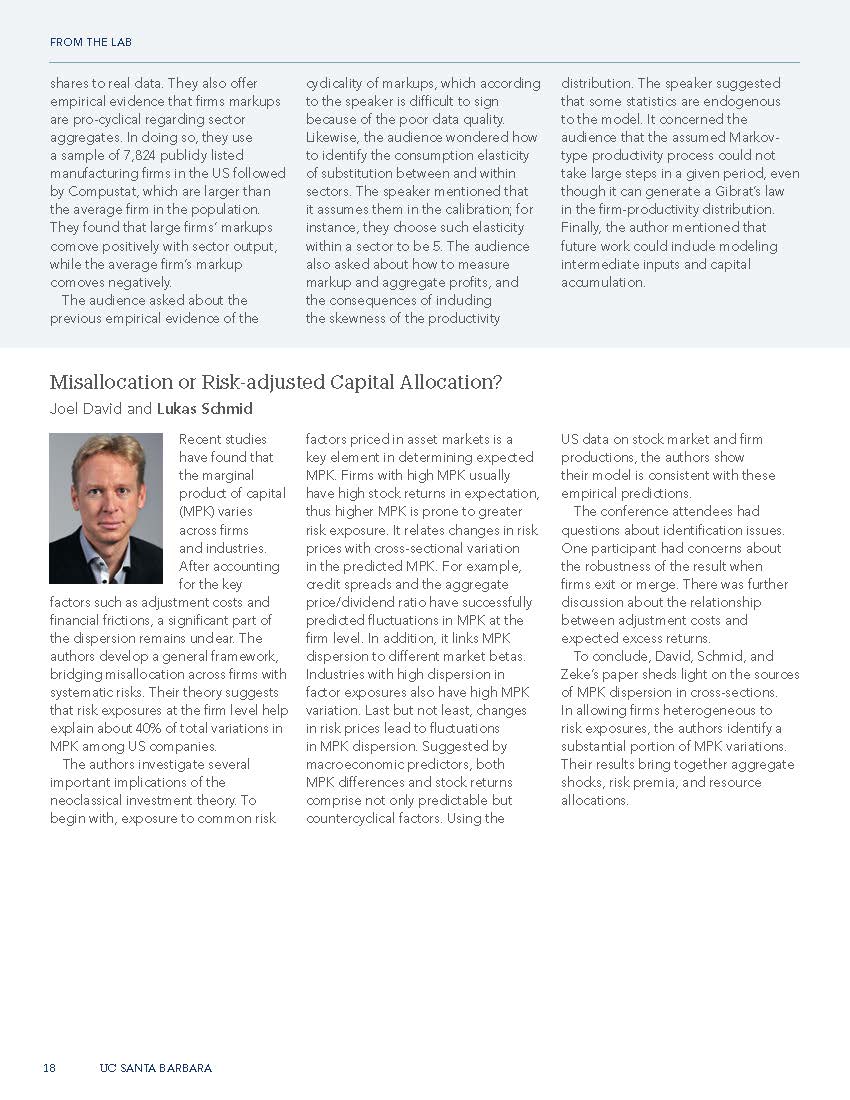 FROM THE LAB
shares to real data. They also offer
empirical evidence that firms markups
are pro-cyclical regarding sector
aggregates. In doing so, they use
a sample of 7,824 publicly listed
manufacturing firms in the US followed
by Compustat, which are larger than
the average firm in the population.
They found that large firms’ markups
comove positively with sector output,
while the average firm’s markup
comoves negatively.
The audience asked about the
previous empirical evidence of the
cyclicality of markups, which according
to the speaker is difficult to sign
because of the poor data quality.
Likewise, the audience wondered how
to identify the consumption elasticity
of substitution between and within
sectors. The speaker mentioned that
it assumes them in the calibration; for
instance, they choose such elasticity
within a sector to be 5. The audience
also asked about how to measure
markup and aggregate profits, and
the consequences of including
the skewness of the productivity
distribution. The speaker suggested
that some statistics are endogenous
to the model. It concerned the
audience that the assumed Markov-
type productivity process could not
take large steps in a given period, even
though it can generate a Gibrat’s law
in the firm-productivity distribution.
Finally, the author mentioned that
future work could include modeling
intermediate inputs and capital
accumulation.
Misallocation or Risk-adjusted Capital Allocation?
Joel David and Lukas Schmid
Recent studies
have found that
the marginal
product of capital
(MPK) varies
across firms
and industries.
After accounting
for the key
factors such as adjustment costs and
financial frictions, a significant part of
the dispersion remains unclear. The
authors develop a general framework,
bridging misallocation across firms with
systematic risks. Their theory suggests
that risk exposures at the firm level help
explain about 40% of total variations in
MPK among US companies.
The authors investigate several
important implications of the
neoclassical investment theory. To
begin with, exposure to common risk
factors priced in asset markets is a
key element in determining expected
MPK. Firms with high MPK usually
have high stock returns in expectation,
thus higher MPK is prone to greater
risk exposure. It relates changes in risk
prices with cross-sectional variation
in the predicted MPK. For example,
credit spreads and the aggregate
price/dividend ratio have successfully
predicted fluctuations in MPK at the
firm level. In addition, it links MPK
dispersion to different market betas.
Industries with high dispersion in
factor exposures also have high MPK
variation. Last but not least, changes
in risk prices lead to fluctuations
in MPK dispersion. Suggested by
macroeconomic predictors, both
MPK differences and stock returns
comprise not only predictable but
countercyclical factors. Using the
US data on stock market and firm
productions, the authors show
their model is consistent with these
empirical predictions.
The conference attendees had
questions about identification issues.
One participant had concerns about
the robustness of the result when
firms exit or merge. There was further
discussion about the relationship
between adjustment costs and
expected excess returns.
To conclude, David, Schmid, and
Zeke’s paper sheds light on the sources
of MPK dispersion in cross-sections.
In allowing firms heterogeneous to
risk exposures, the authors identify a
substantial portion of MPK variations.
Their results bring together aggregate
shocks, risk premia, and resource
allocations.
18 UC SANTA BARBARA